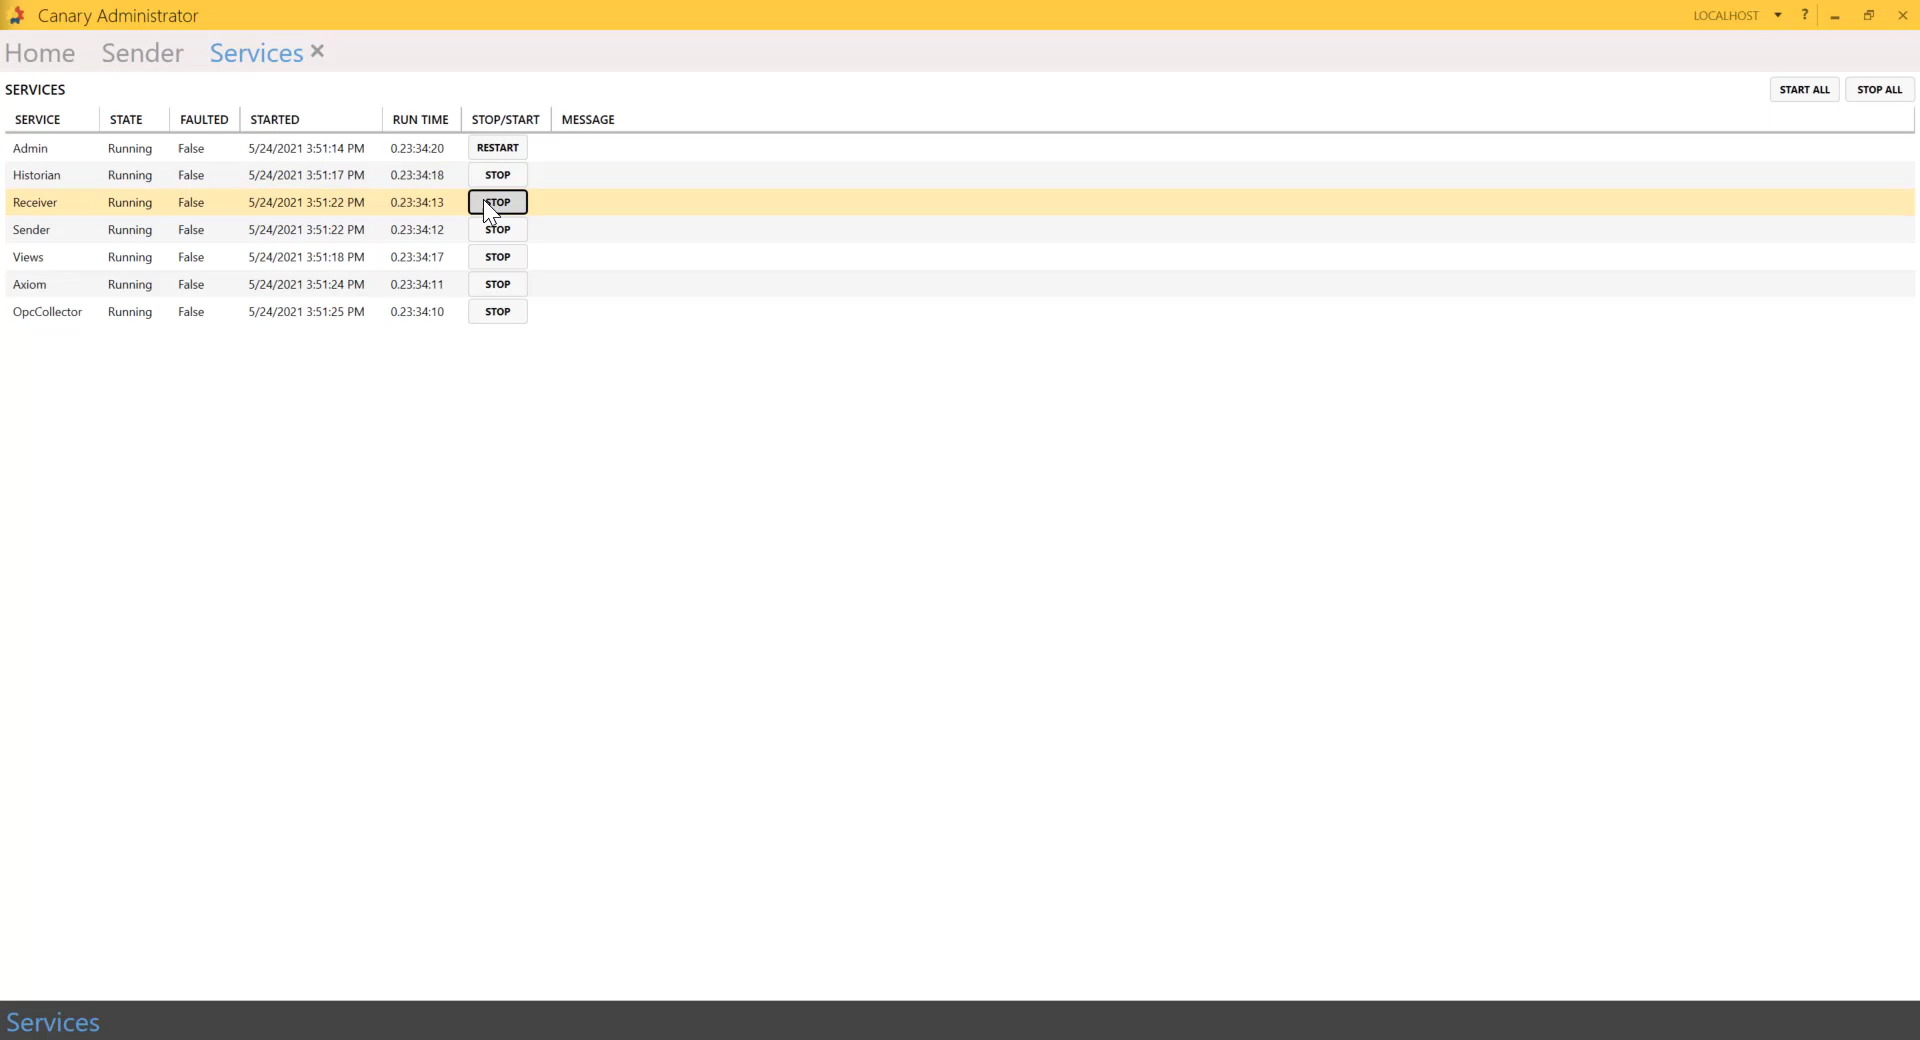 Canary Administrator LOCALHOST ?
Home Sender Services
SERVICES START ALL STOP ALL
SERVICE STATE FAULTED STARTED RUN TIME STOP/START MESSAGE
Admin Running False 5/24/2021 3:51:14 PM 0.23:34:20 RESTART
Historian Running False 5/24/2021 3:51:17 PM 0.23:34:18 STOP
Receiver Running False 5/24/2021 3:51:22 PM 0.23:34:13 STOP
Sender Running False 5/24/2021 3:51:22 PM 0.23:34:12 STOP
Views Running False 5/24/2021 3:51:18 PM 0.23:34:17 STOP
Axiom Running False 5/24/2021 3:51:24 PM 0.23:34:11 STOP
OpcCollector Running False 5/24/2021 3:51:25 PM 0.23:34:10 STOP
Services